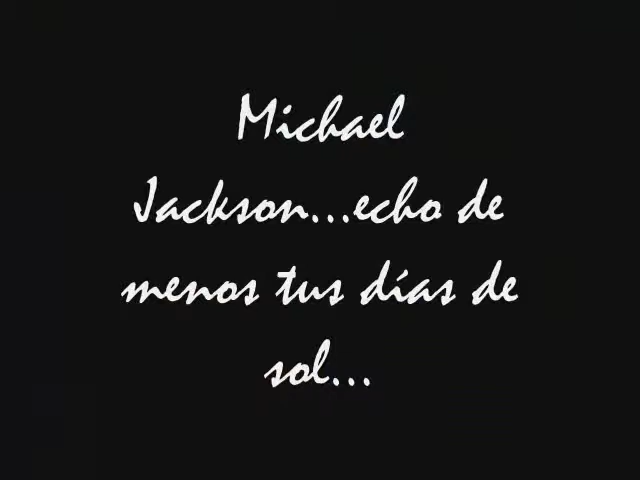 Michael
Jackson...echo de
menos tus días de
sol...